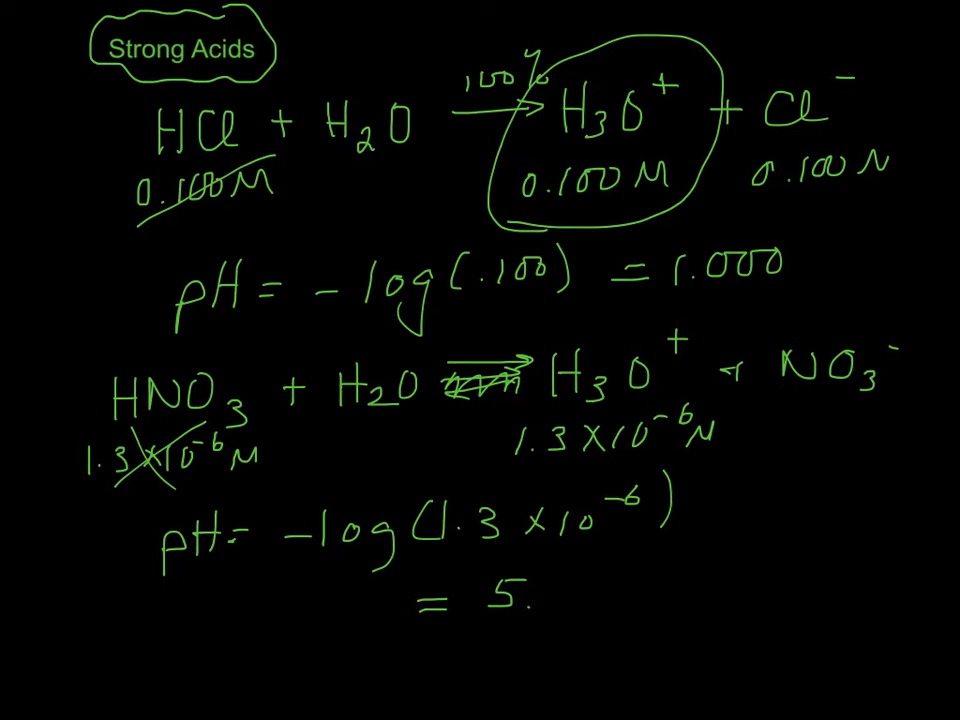 Strong Acids
100%
HCl + H2O → H3O+ + Cl-
0.100M 0.100 M 0.100 M
pH = - log (.100) = 1.000
HNO3 + H2O → H3O+ + NO3-
1.3 x 10-6 M 1.3 x 10-6 M
pH = - log (1.3 x 10-6)
= 5.